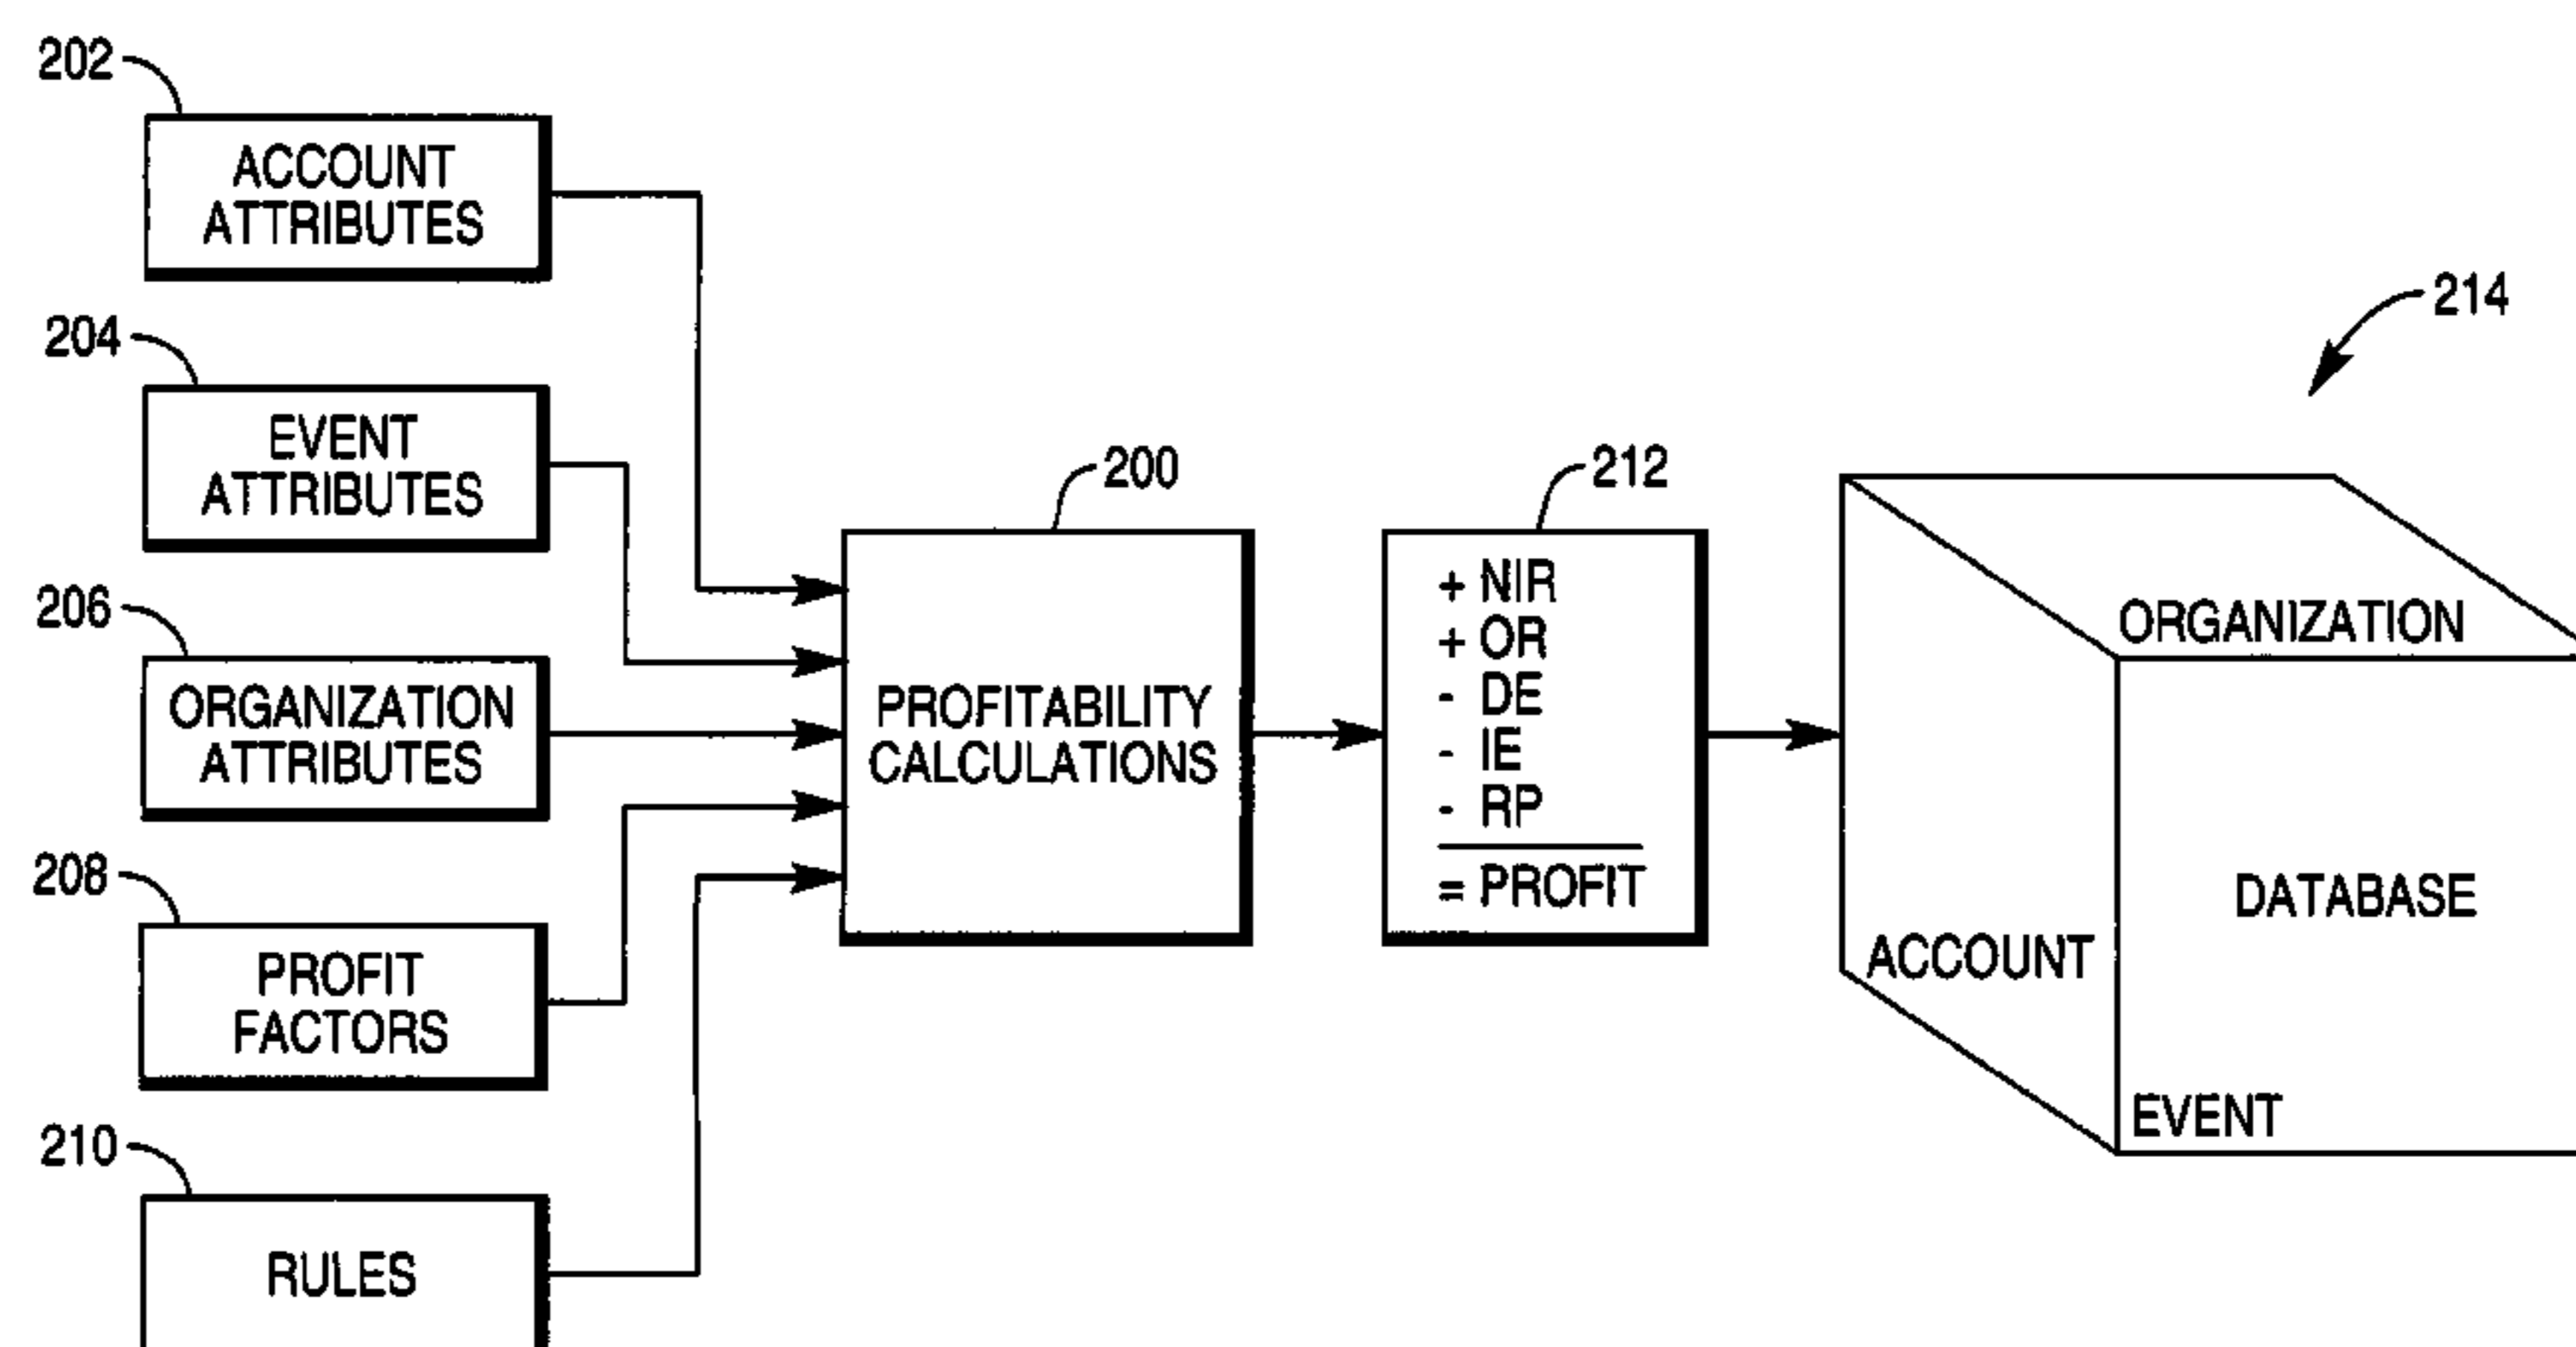 202
ACCOUNT
ATTRIBUTES
204
EVENT
ATTRIBUTES
206
ORGANIZATION
ATTRIBUTES
208
PROFIT
FACTORS
210
RULES
200
PROFITABILITY
CALCULATIONS
212
+ NIR
+ OR
- DE
- IE
- RP
= PROFIT
214
ORGANIZATION
DATABASE
ACCOUNT
EVENT